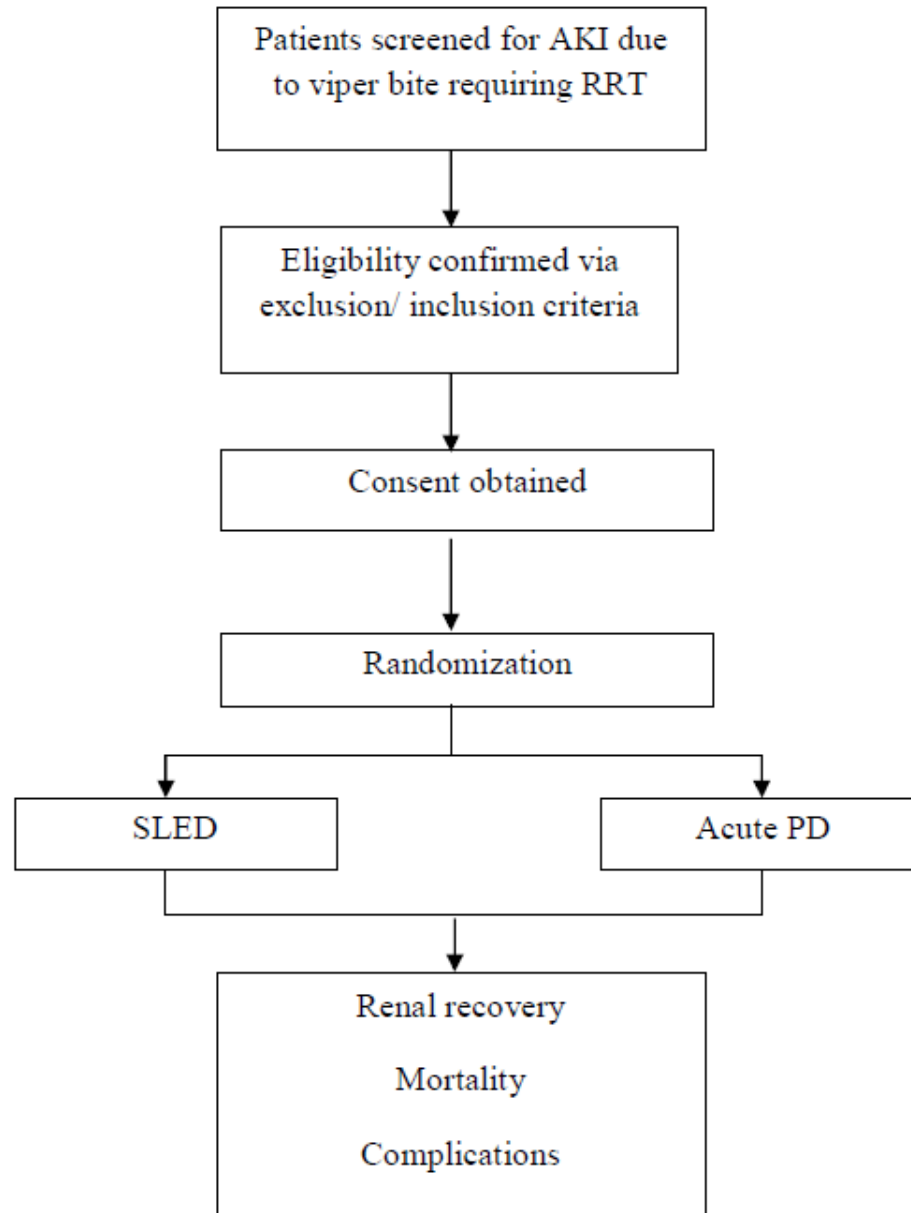 Patients screened for AKI due
to viper bite requiring RRT
Eligibility confirmed via
exclusion/ inclusion criteria
Consent obtained
Randomization
SLED
Acute PD
Renal recovery
Mortality
Complications